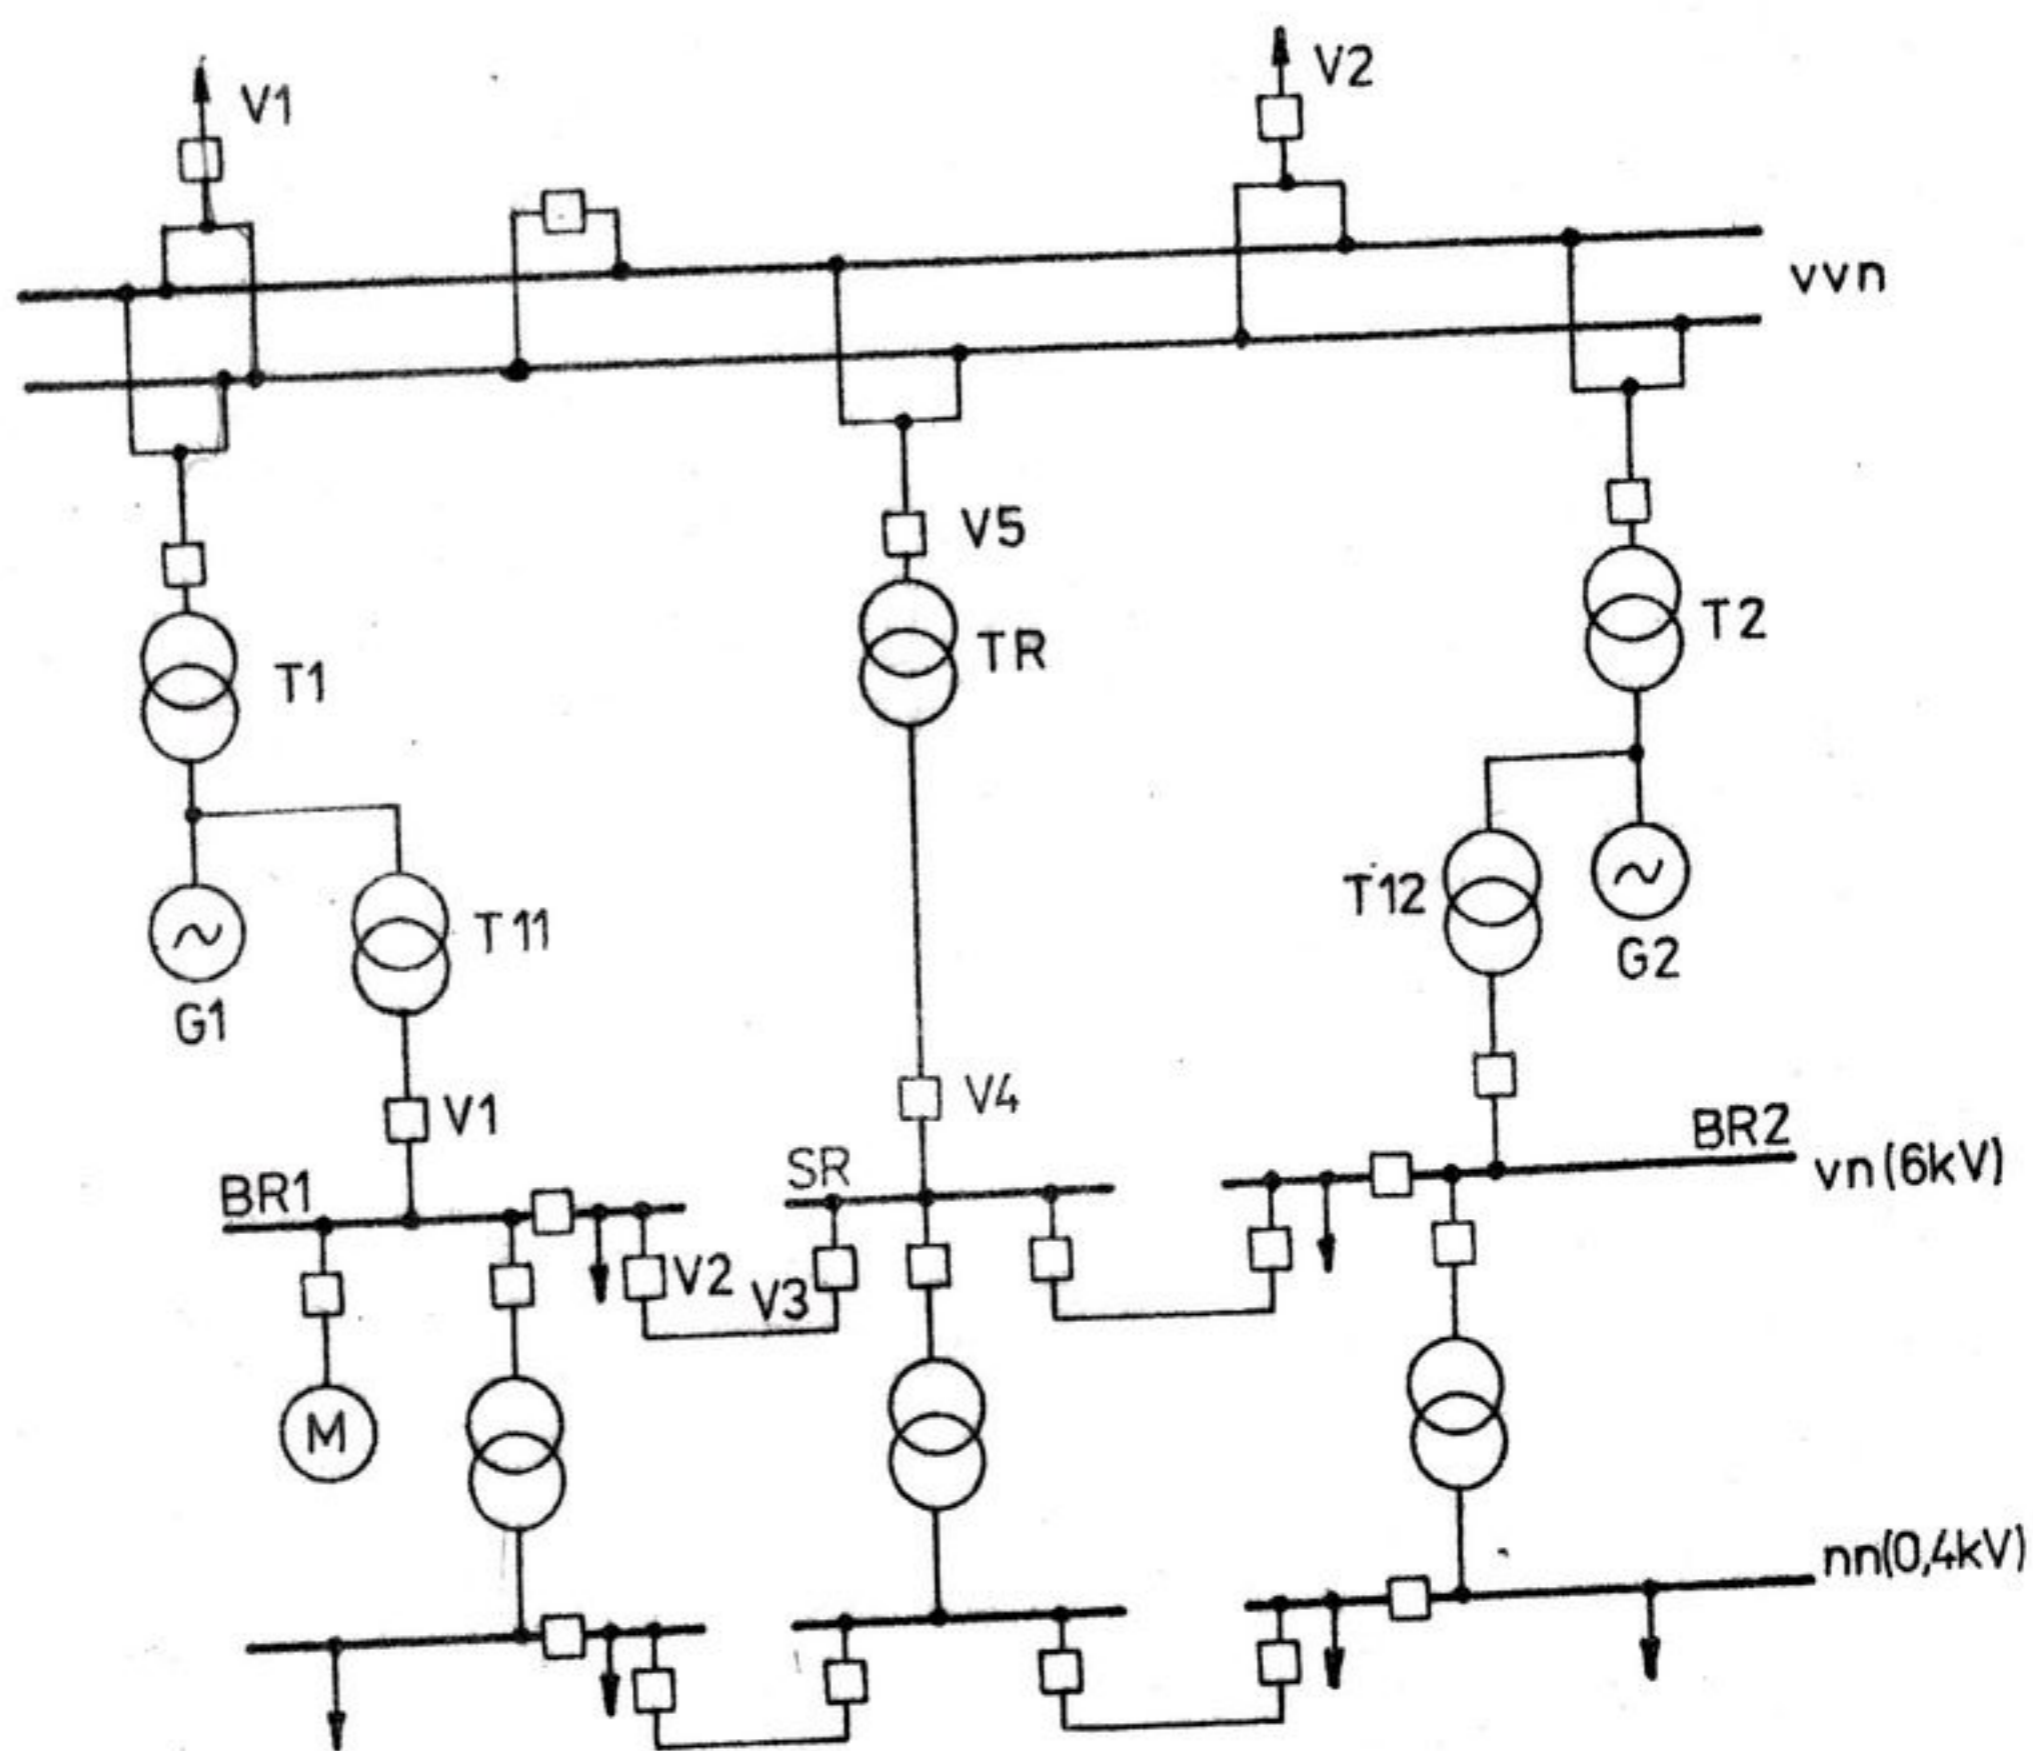 V1
V2
vvn
V5
TR
T1
T2
T11
T12
~
G1
~
G2
V1
V4
BR1
SR
BR2
vn(6kV)
V2
V3
M
nn(0,4kV)